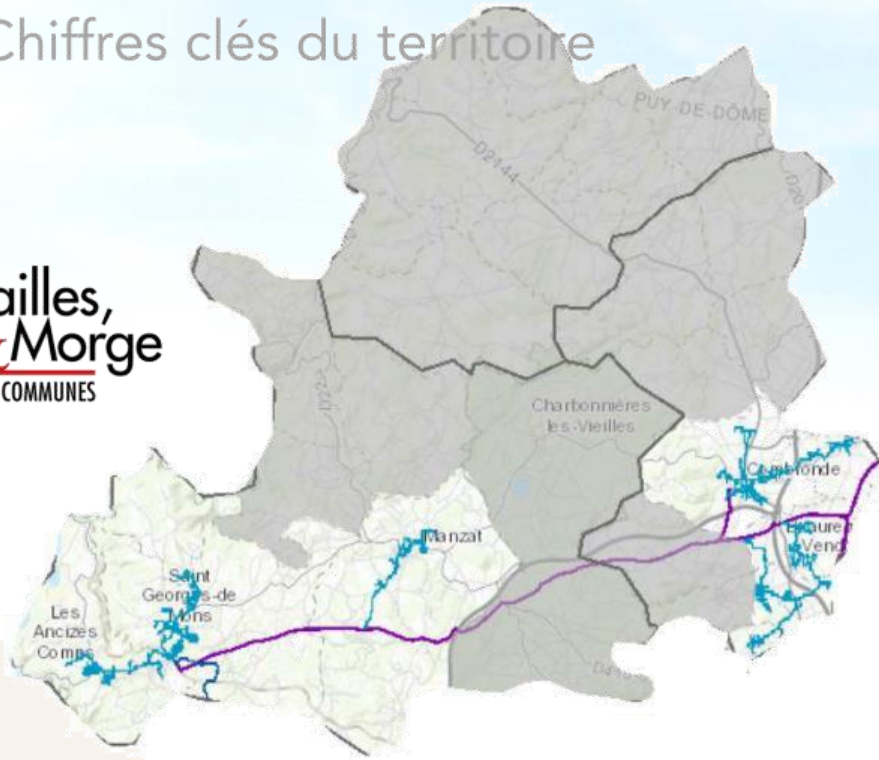 Chiffres clés du territoire
PUY-DE-DÔME
D2144
ailles,
& Morge
COMMUNES
Charbonnières
les-Vieilles
Manzat
Saint
Georges-de
Mons
Les
Ancizes
Comps